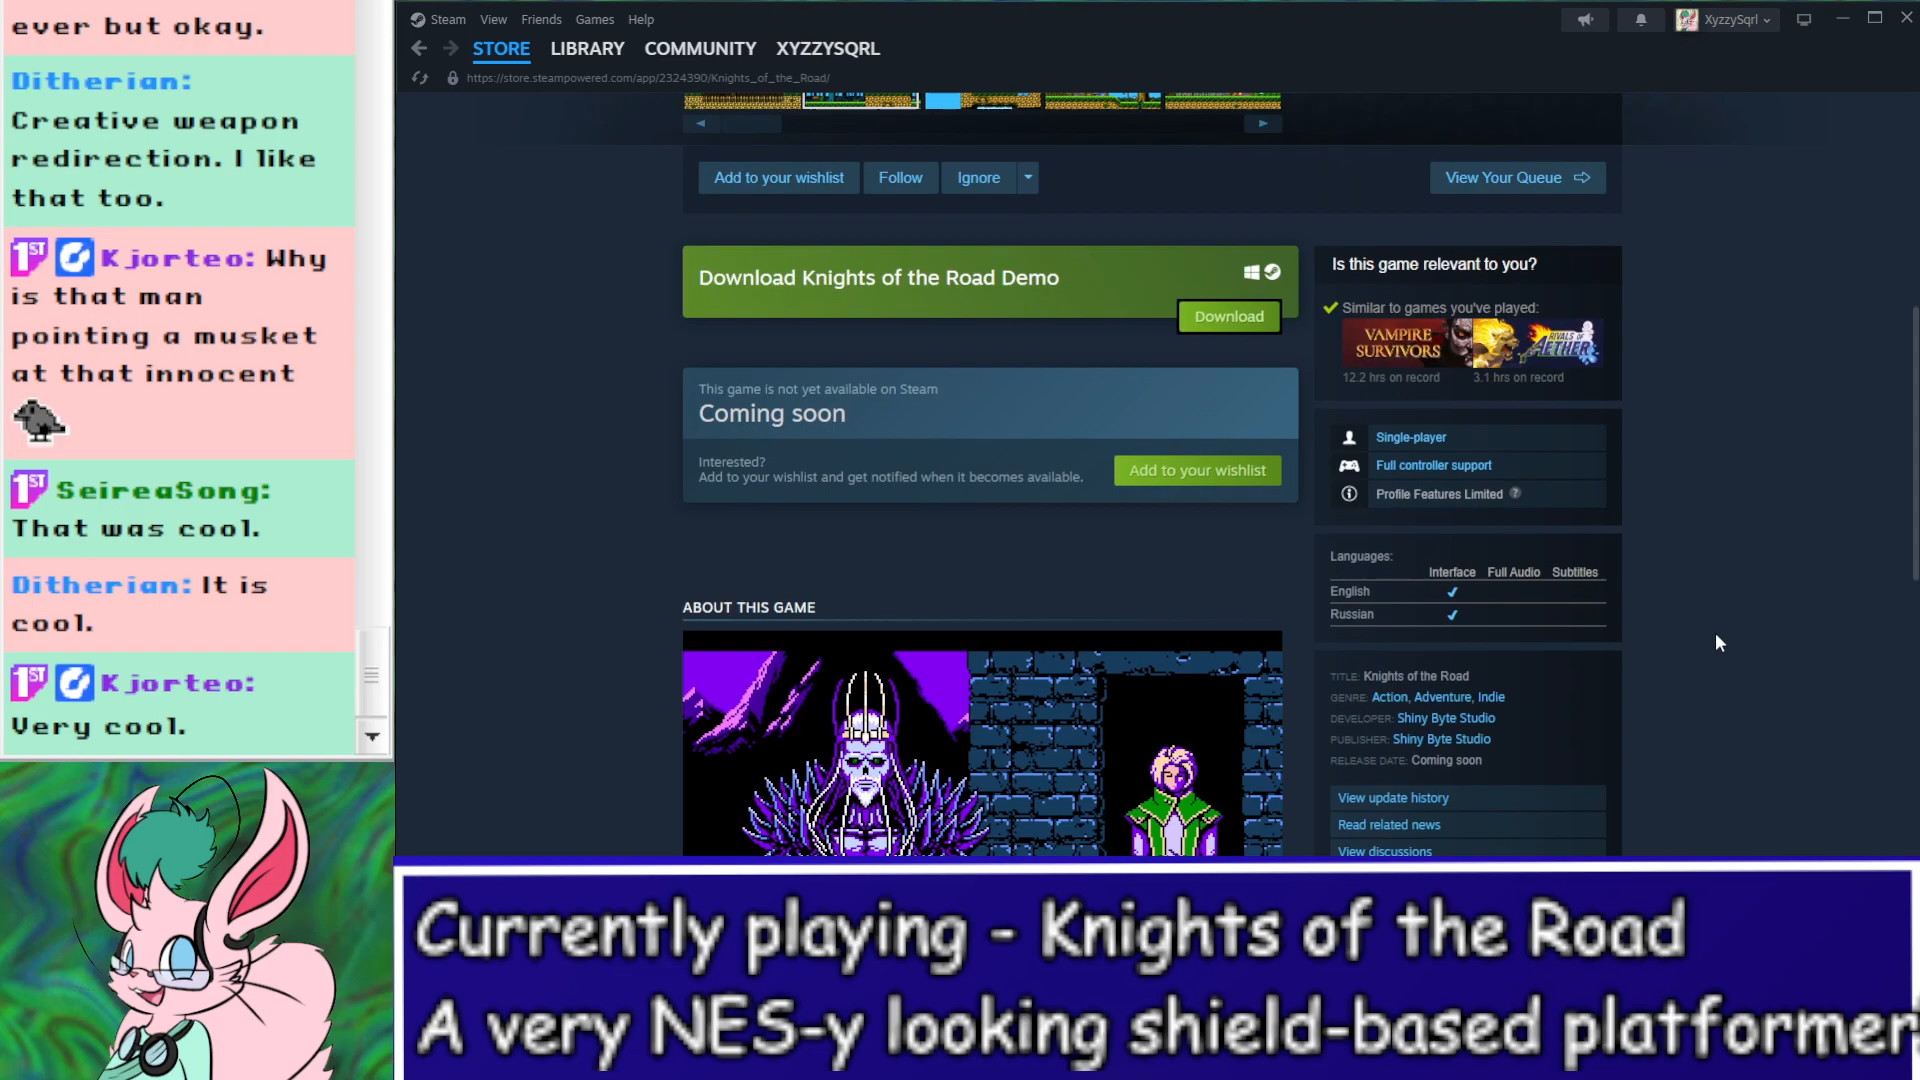 ever but okay.
Ditherian:
Creative weapon
redirection. I like
that too.
1ST Kjorteo: Why
is that man
pointing a musket
at that innocent
1ST SeireaSong:
That was cool.
Ditherian: It is
cool.
1ST Kjorteo:
Very cool.
Steam View Friends Games Help
XyzzySqrl
STORE LIBRARY COMMUNITY XYZZYSQRL
https://store.steampowered.com/app/2324390/Knights_of_the_Road/
Add to your wishlist Follow Ignore
View Your Queue
Download Knights of the Road Demo
Download
This game is not yet available on Steam
Coming soon
Interested?
Add to your wishlist and get notified when it becomes available.
Add to your wishlist
ABOUT THIS GAME
Is this game relevant to you?
Similar to games you've played:
VAMPIRE SURVIVORS
RIVALS OF AETHER
12.2 hrs on record 3.1 hrs on record
Single-player
Full controller support
Profile Features Limited ?
Languages:
Interface Full Audio Subtitles
English
Russian
TITLE: Knights of the Road
GENRE: Action, Adventure, Indie
DEVELOPER: Shiny Byte Studio
PUBLISHER: Shiny Byte Studio
RELEASE DATE: Coming soon
View update history
Read related news
View discussions
Currently playing - Knights of the Road
A very NES-y looking shield-based platformer